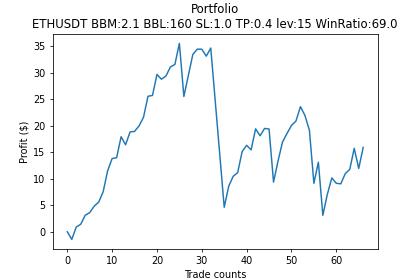 Portfolio
ETHUSDT BBM:2.1 BBL:160 SL:1.0 TP:0.4 lev:15 WinRatio:69.0
35
30
25
20
15
10
5
0
Profit ($)
0 10 20 30 40 50 60
Trade counts